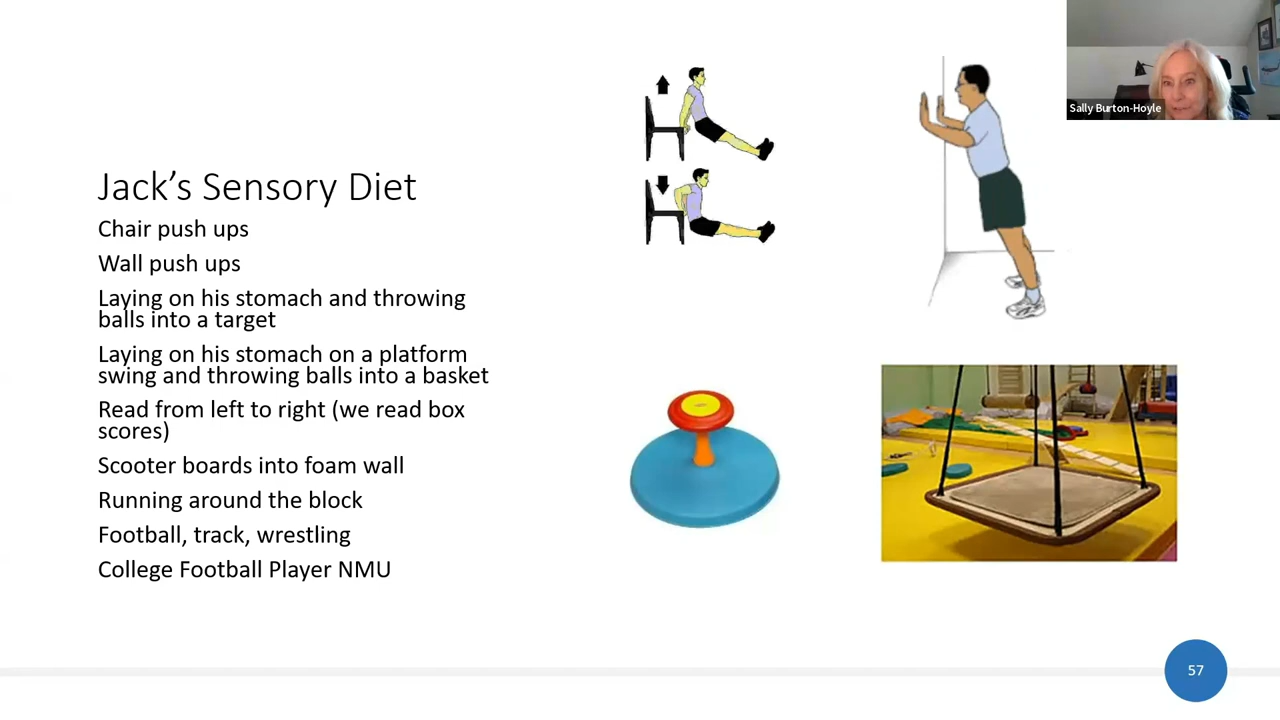 Sally Burton-Hoyle
Jack's Sensory Diet
Chair push ups
Wall push ups
Laying on his stomach and throwing
balls into a target
Laying on his stomach on a platform
swing and throwing balls into a basket
Read from left to right (we read box
scores)
Scooter boards into foam wall
Running around the block
Football, track, wrestling
College Football Player NMU
57